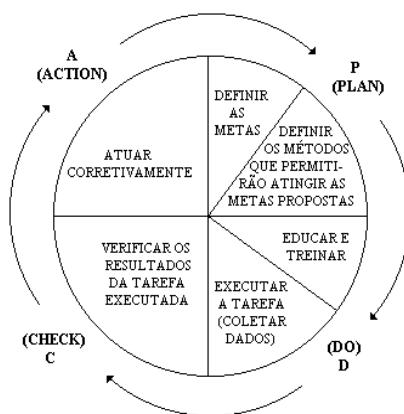 A
(ACTION)
P
(PLAN)
DEFINIR
AS
METAS
DEFINIR
OS MÉTODOS
QUE PERMITI-
RÃO ATINGIR AS
METAS PROPOSTAS
EDUCAR E
TREINAR
EXECUTAR
A TAREFA
(COLETAR
DADOS)
(DO)
D
VERIFICAR OS
RESULTADOS
DA TAREFA
EXECUTADA
(CHECK)
C
ATUAR
CORRETIVAMENTE